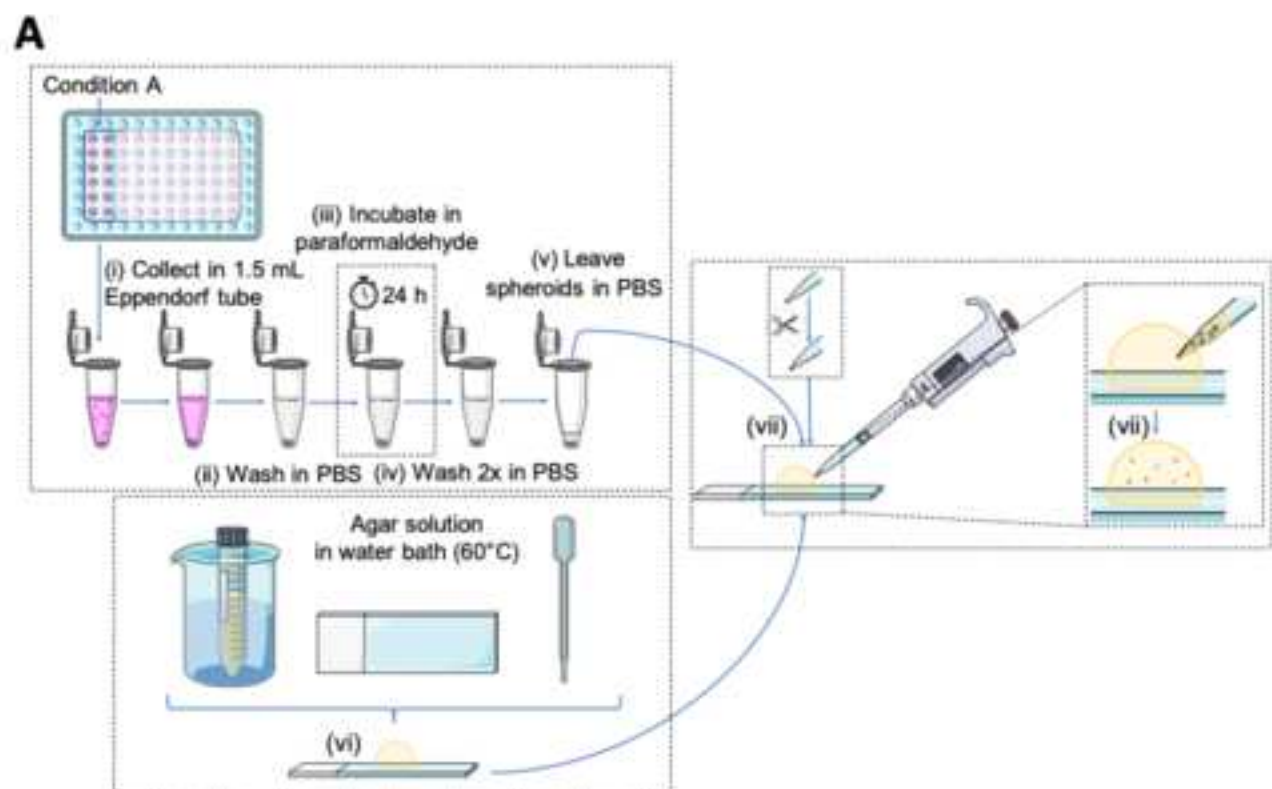 A
Condition A
(i) Collect in 1.5 mL
Eppendorf tube
(iii) Incubate in
paraformaldehyde
24 h
(v) Leave
spheroids in PBS
(ii) Wash in PBS
(iv) Wash 2x in PBS
Agar solution
in water bath (60°C)
(vi)
(vii)
(vii)